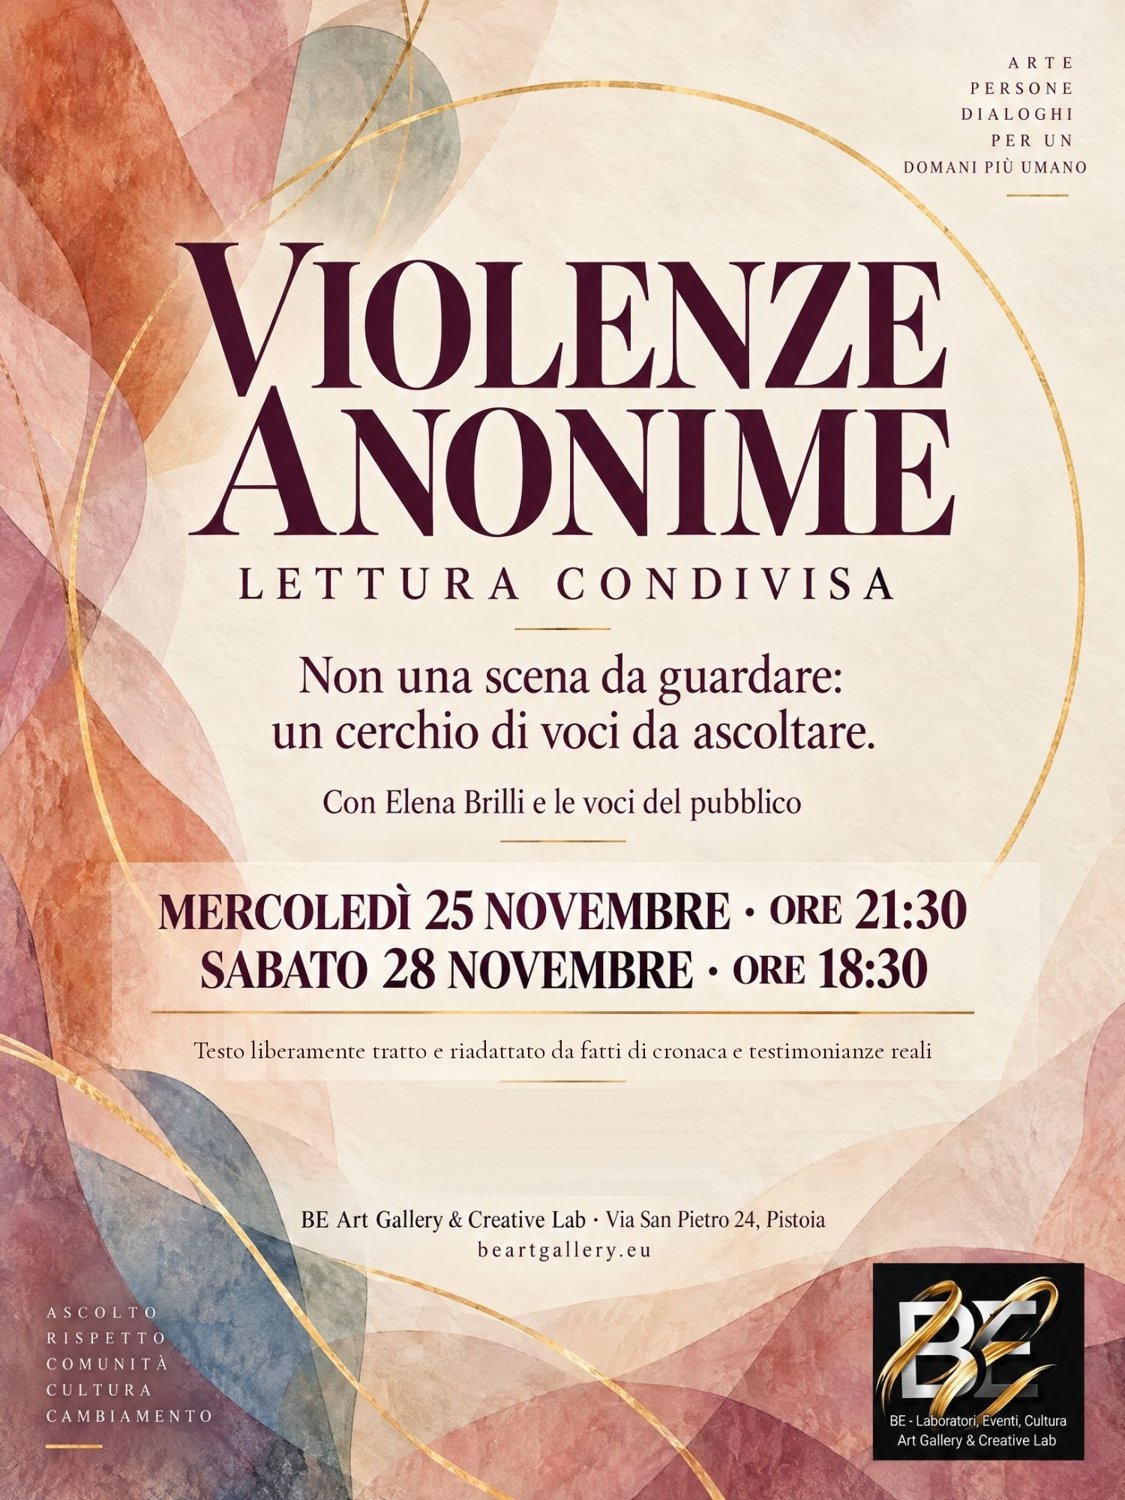 ARTE
PERSONE
DIALOGHI
PER UN
DOMANI PIÙ UMANO
VIOLENZE
ANONIME
LETTURA CONDIVISA
Non una scena da guardare:
un cerchio di voci da ascoltare.
Con Elena Brilli e le voci del pubblico
MERCOLEDÌ 25 NOVEMBRE · ORE 21:30
SABATO 28 NOVEMBRE · ORE 18:30
Testo liberamente tratto e riadattato da fatti di cronaca e testimonianze reali
BE Art Gallery & Creative Lab · Via San Pietro 24, Pistoia
beartgallery.eu
ASCOLTO
RISPETTO
COMUNITÀ
CULTURA
CAMBIAMENTO
BE
BE - Laboratori, Eventi, Cultura
Art Gallery & Creative Lab